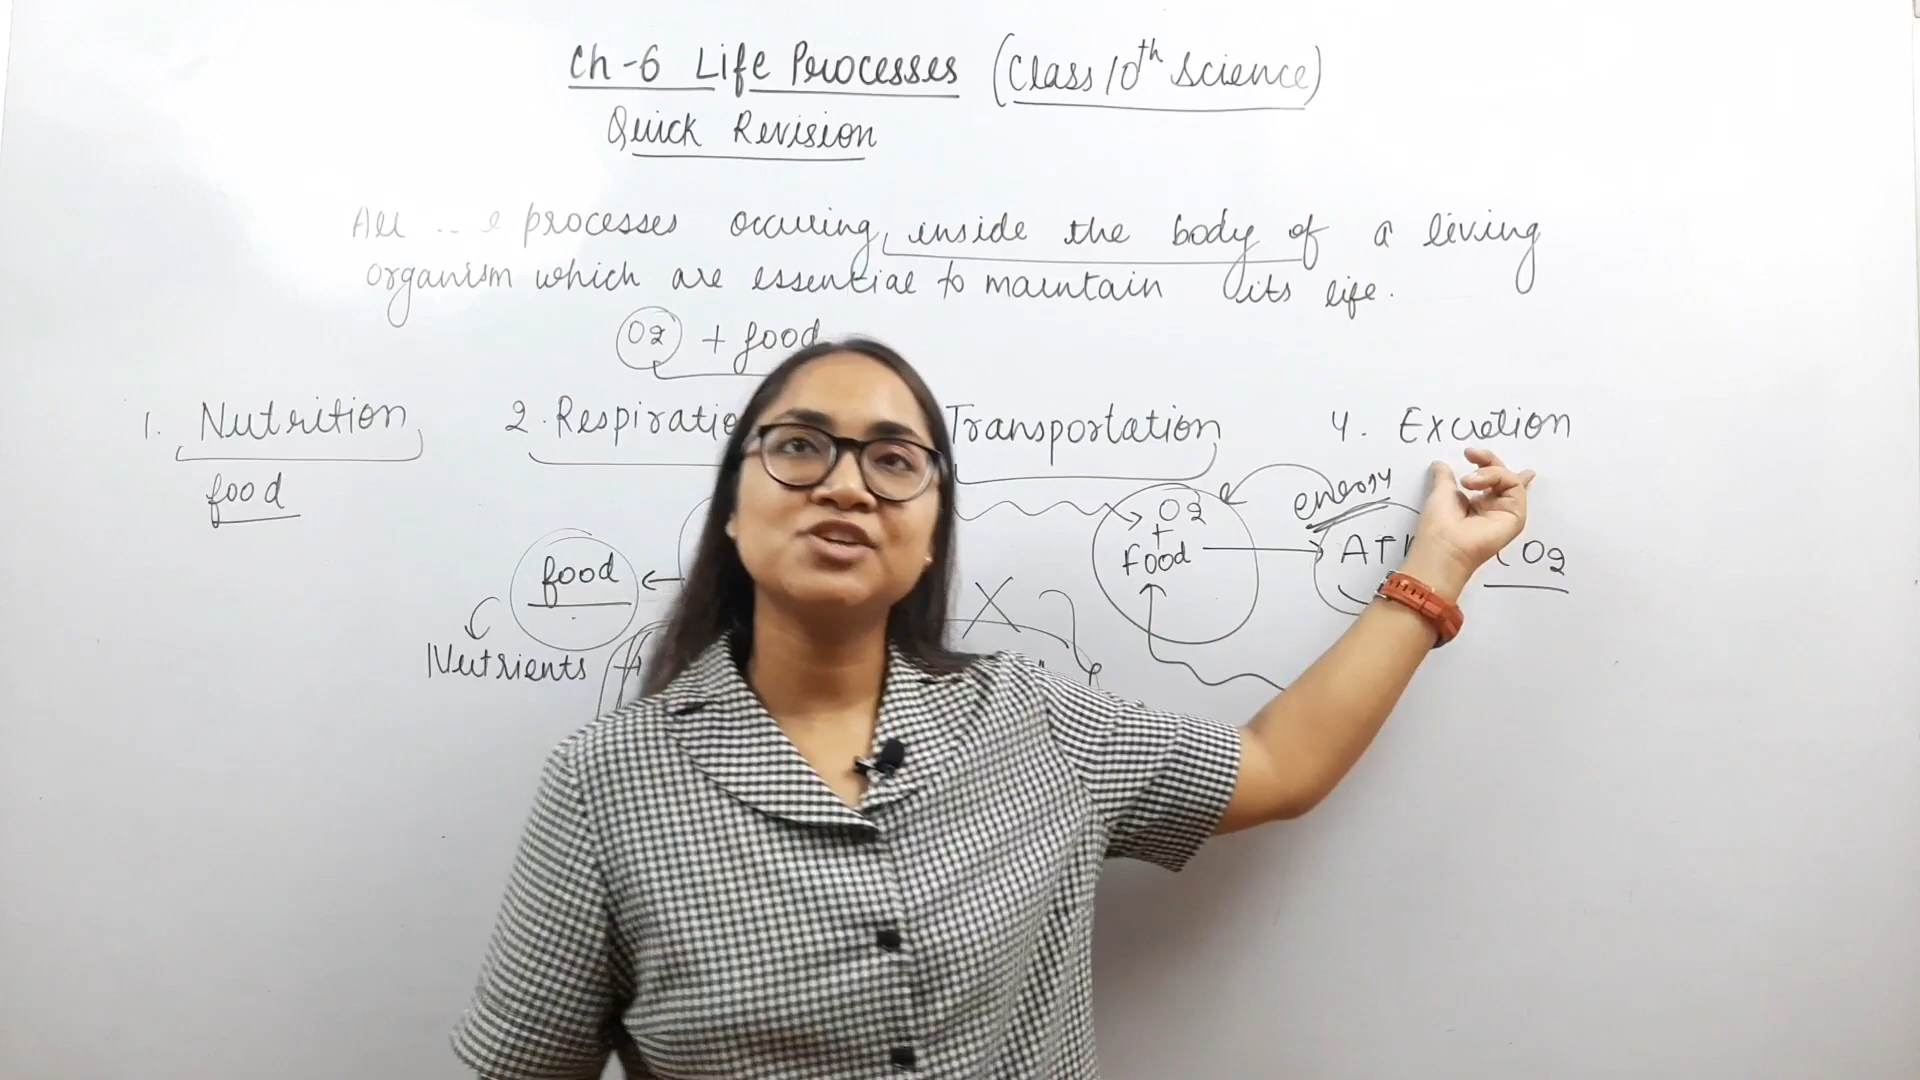 Ch-6 Life Processes (Class 10th Science)
Quick Revision
All processes occuring inside the body of a living
organism which are essential to maintain its life.
O2 + food
1. Nutrition 2. Respiratio Transportation 4. Excretion
food
energy
O2
+
Food
food
O2
Nutrients +